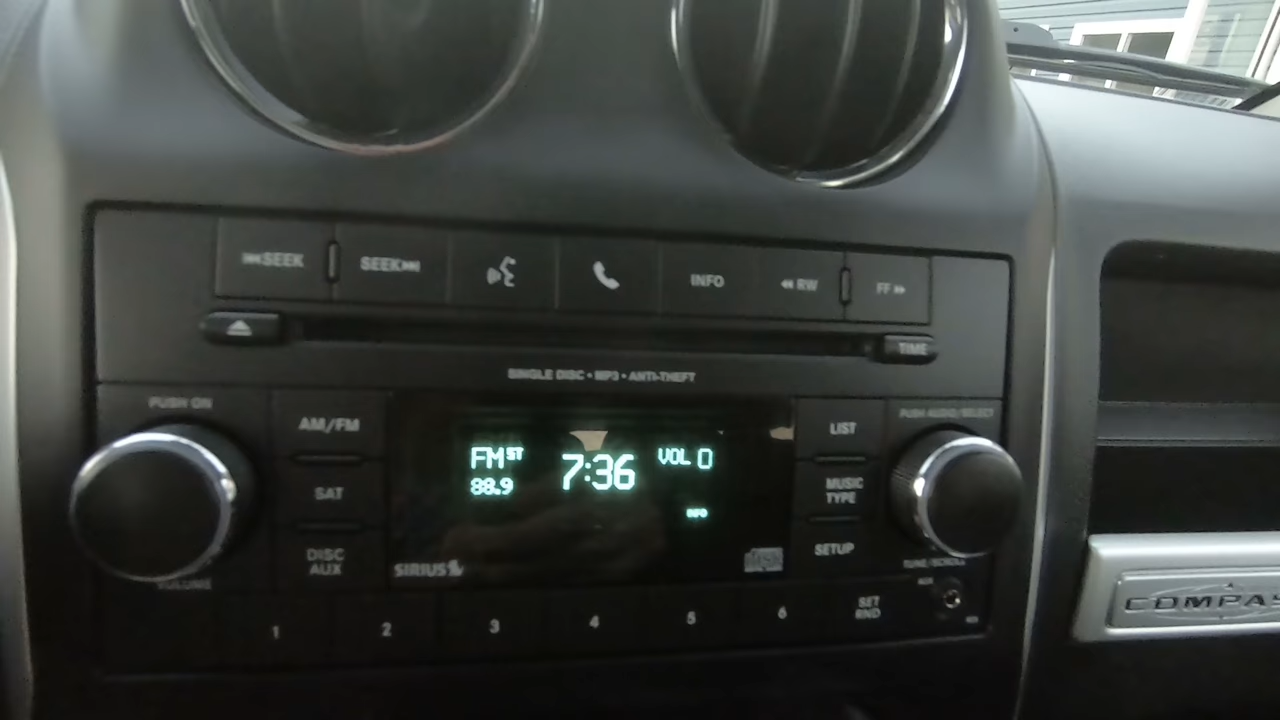 SEEK
SEEK
INFO
RW
FF
TIME
SINGLE DISC • MP3 • ANTI-THEFT
PUSH ON
VOLUME
AM/FM
SAT
DISC
AUX
FM ST
88.9
7:36
VOL 0
INFO
SIRIUS
LIST
MUSIC
TYPE
SETUP
PUSH AUDIO/SELECT
TUNE/SCROLL
AUX
1
2
3
4
5
6
SET
RND
COMPA